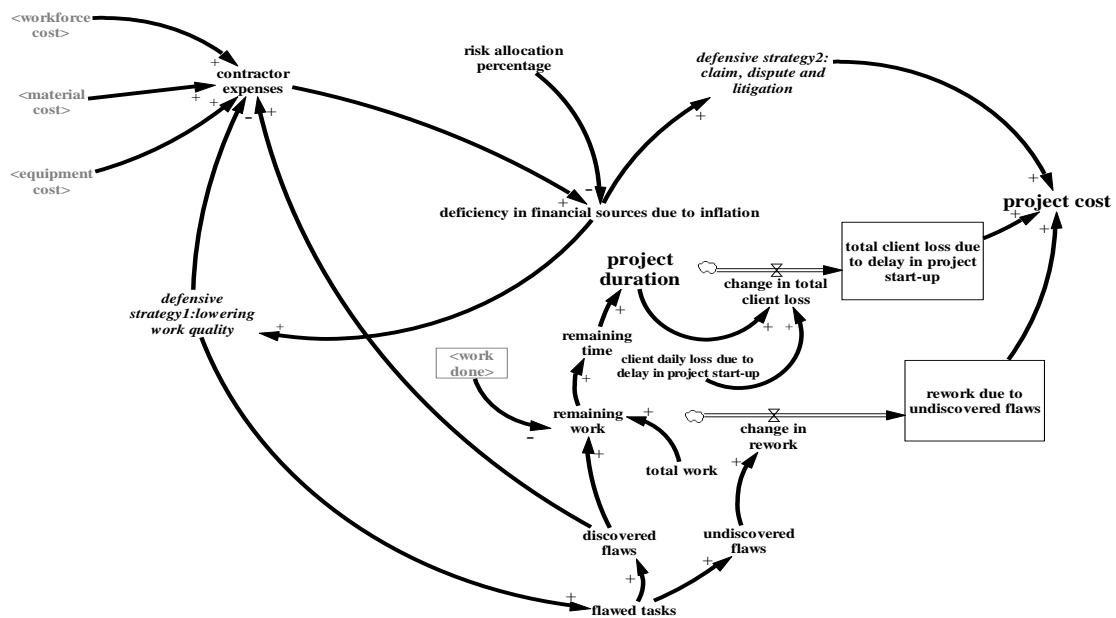 <workforce
cost>
contractor
expenses
<material
cost>
<equipment
cost>
risk allocation
percentage
defensive strategy2:
claim, dispute and
litigation
deficiency in financial sources due to inflation
project cost
project
duration
change in total
client loss
total client loss due
to delay in project
start-up
defensive
strategy1:lowering
work quality
remaining
time
client daily loss due to
delay in project start-up
<work
done>
remaining
work
total work
change in
rework
rework due to
undiscovered flaws
discovered
flaws
undiscovered
flaws
flawed tasks